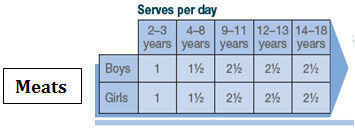 Serves per day
2–3 years 4–8 years 9–11 years 12–13 years 14–18 years
Meats
Boys 1 1½ 2½ 2½ 2½
Girls 1 1½ 2½ 2½ 2½